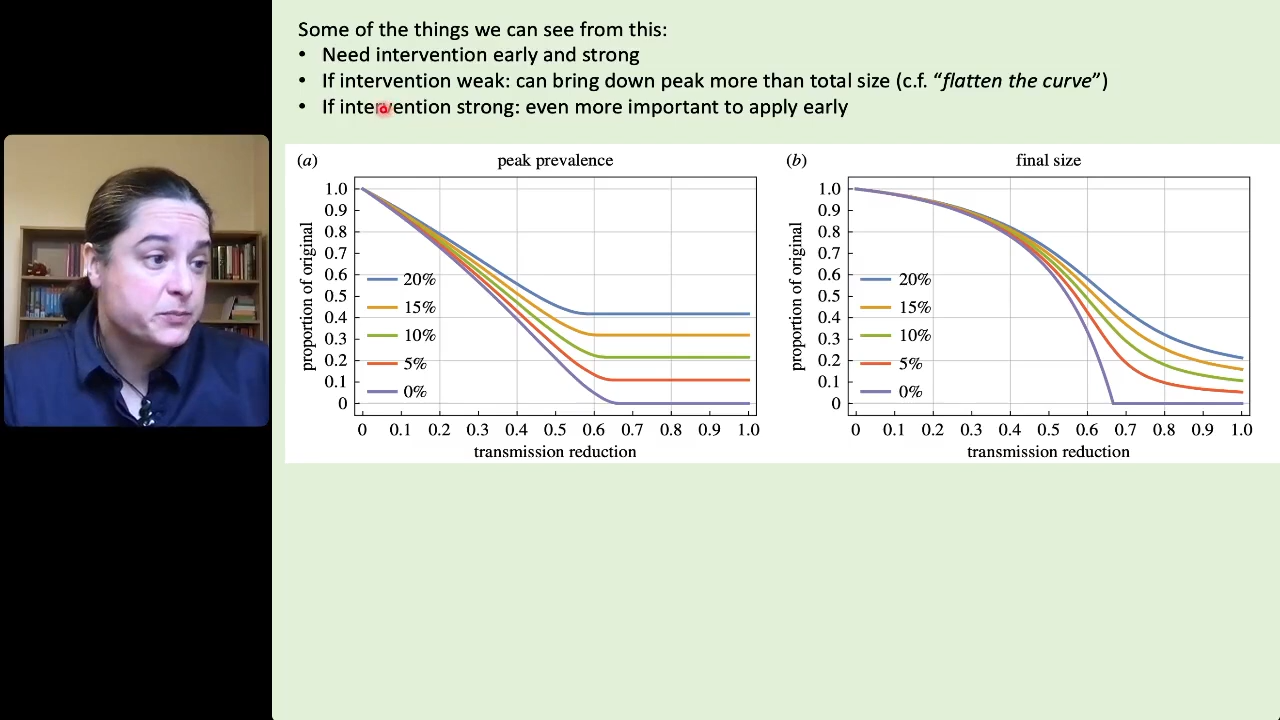 Some of the things we can see from this:
• Need intervention early and strong
• If intervention weak: can bring down peak more than total size (c.f. “flatten the curve”)
• If intervention strong: even more important to apply early
(a) peak prevalence
proportion of original
1.0
0.9
0.8
0.7
0.6
0.5
0.4
0.3
0.2
0.1
0
20%
15%
10%
5%
0%
0 0.1 0.2 0.3 0.4 0.5 0.6 0.7 0.8 0.9 1.0
transmission reduction
(b) final size
proportion of original
1.0
0.9
0.8
0.7
0.6
0.5
0.4
0.3
0.2
0.1
0
20%
15%
10%
5%
0%
0 0.1 0.2 0.3 0.4 0.5 0.6 0.7 0.8 0.9 1.0
transmission reduction